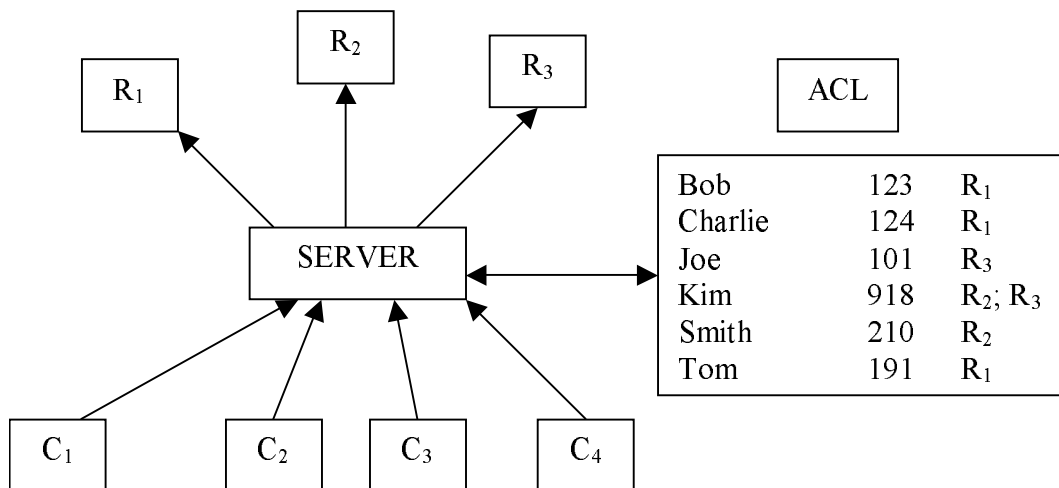 R₂
R₁
R₃
ACL
Bob 123 R₁
Charlie 124 R₁
Joe 101 R₃
Kim 918 R₂; R₃
Smith 210 R₂
Tom 191 R₁
SERVER
C₁
C₂
C₃
C₄